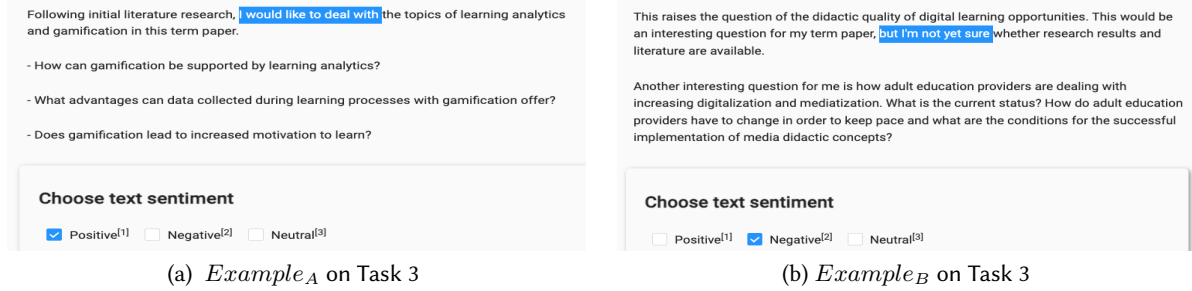 Following initial literature research, I would like to deal with the topics of learning analytics
and gamification in this term paper.
- How can gamification be supported by learning analytics?
- What advantages can data collected during learning processes with gamification offer?
- Does gamification lead to increased motivation to learn?
Choose text sentiment
Positive[1] Negative[2] Neutral[3]
(a) ExampleA on Task 3
This raises the question of the didactic quality of digital learning opportunities. This would be
an interesting question for my term paper, but I'm not yet sure whether research results and
literature are available.
Another interesting question for me is how adult education providers are dealing with
increasing digitalization and mediatization. What is the current status? How do adult education
providers have to change in order to keep pace and what are the conditions for the successful
implementation of media didactic concepts?
Choose text sentiment
Positive[1] Negative[2] Neutral[3]
(b) ExampleB on Task 3